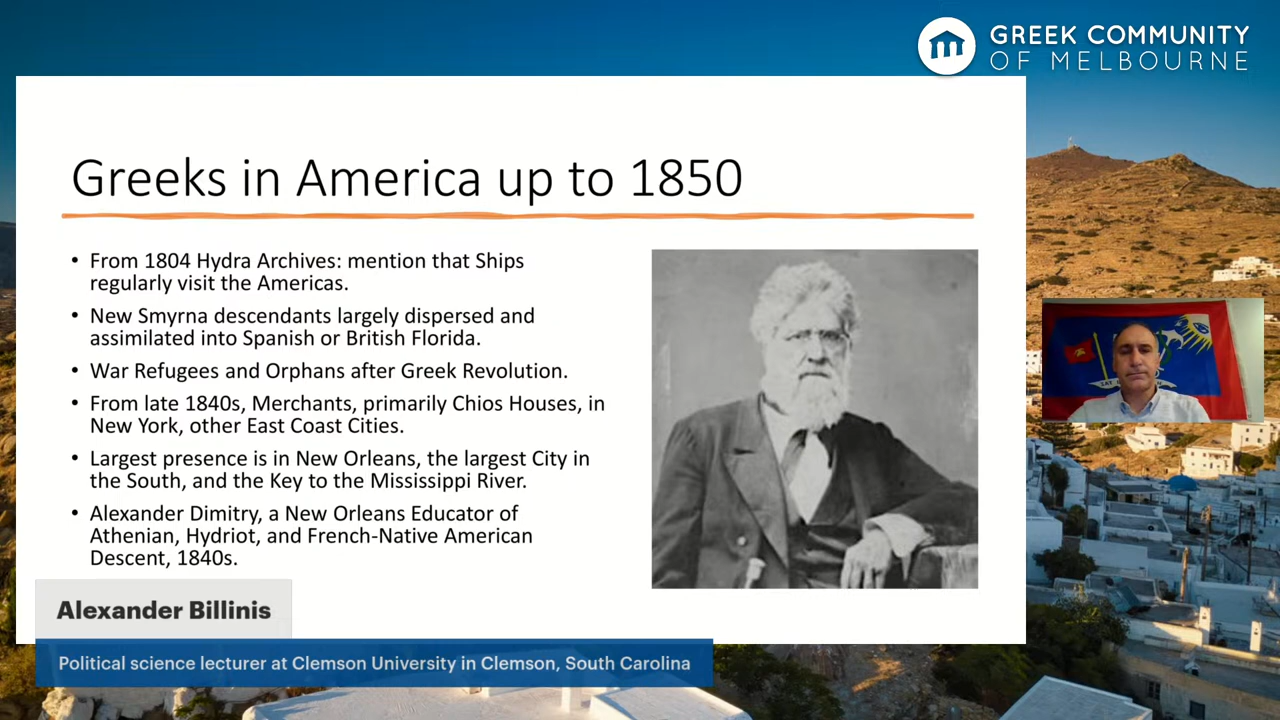 GREEK COMMUNITY
OF MELBOURNE
Greeks in America up to 1850
• From 1804 Hydra Archives: mention that Ships
regularly visit the Americas.
• New Smyrna descendants largely dispersed and
assimilated into Spanish or British Florida.
• War Refugees and Orphans after Greek Revolution.
• From late 1840s, Merchants, primarily Chios Houses, in
New York, other East Coast Cities.
• Largest presence is in New Orleans, the largest City in
the South, and the Key to the Mississippi River.
• Alexander Dimitry, a New Orleans Educator of
Athenian, Hydriot, and French-Native American
Descent, 1840s.
Alexander Billinis
Political science lecturer at Clemson University in Clemson, South Carolina